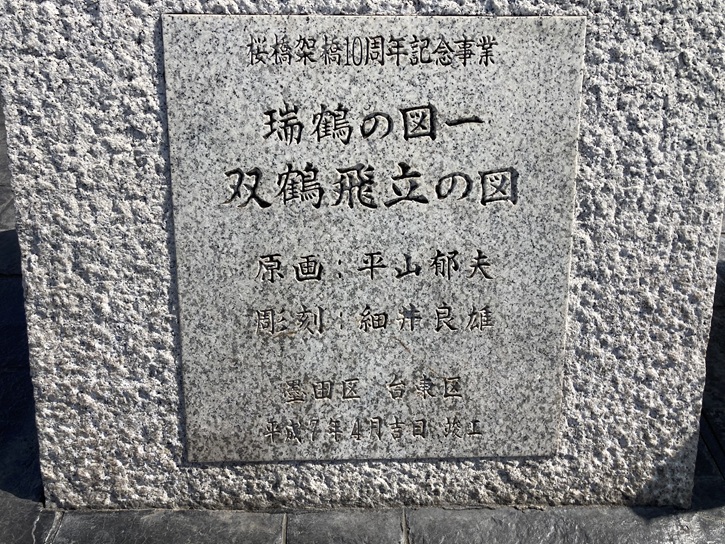 桜橋架橋10周年記念事業
瑞鶴の図一
双鶴飛立の図
原画：平山郁夫
彫刻：細井良雄
墨田区 台東区
平成7年4月吉日 竣工